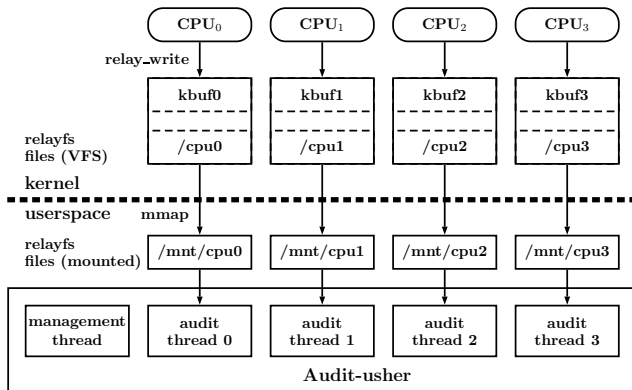 CPU₀ CPU₁ CPU₂ CPU₃
relay_write
kbuf0 kbuf1 kbuf2 kbuf3
relayfs
files (VFS)
/cpu0 /cpu1 /cpu2 /cpu3
kernel
userspace
mmap
relayfs
files (mounted)
/mnt/cpu0 /mnt/cpu1 /mnt/cpu2 /mnt/cpu3
management
thread
audit
thread 0
audit
thread 1
audit
thread 2
audit
thread 3
Audit-usher